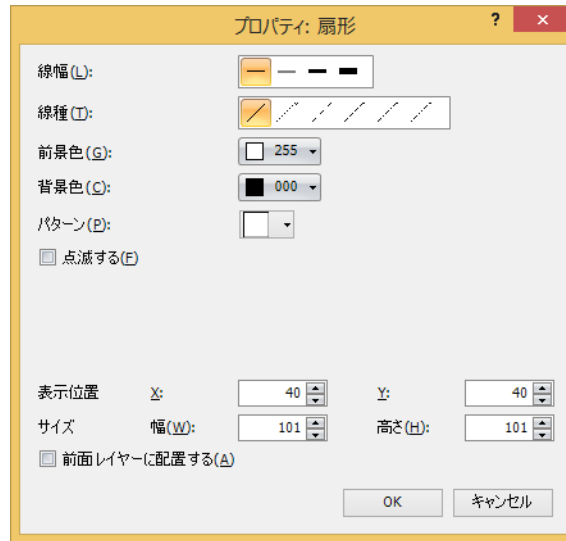 プロパティ: 扇形 ? ×
線幅(L):
線種(T):
前景色(G): 255
背景色(C): 000
パターン(P):
点滅する(F)
表示位置 X: 40 Y: 40
サイズ 幅(W): 101 高さ(H): 101
前面レイヤーに配置する(A)
OK キャンセル